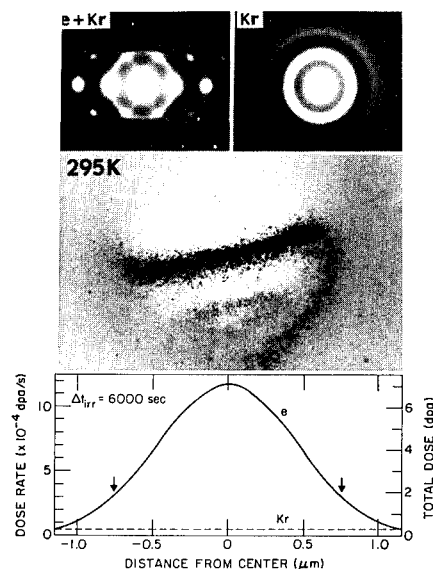 e + Kr
Kr
295K
Δtirr = 6000 sec
e
Kr
DOSE RATE (x10⁻⁴ dpa/s)
10
5
0
TOTAL DOSE (dpa)
6
4
2
0
-1.0 -0.5 0 0.5 1.0
DISTANCE FROM CENTER (μm)